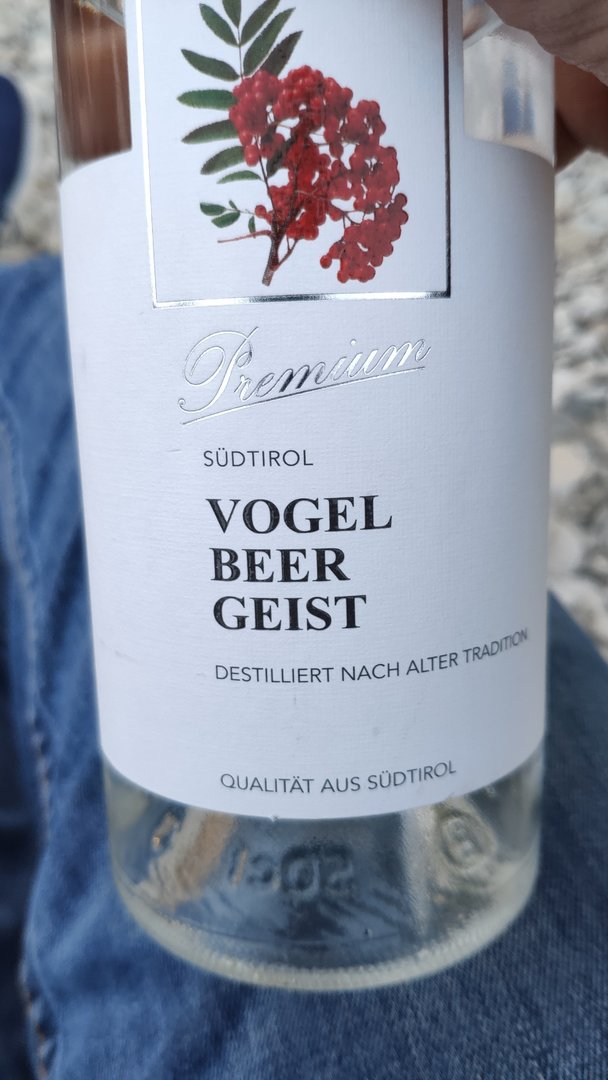 Premium
SÜDTIROL
VOGEL
BEER
GEIST
DESTILLIERT NACH ALTER TRADITION
QUALITÄT AUS SÜDTIROL